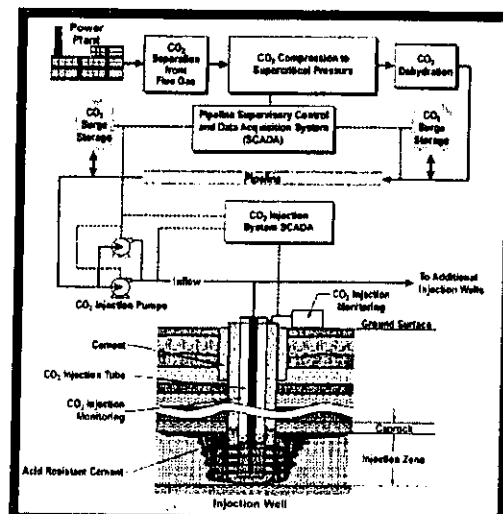 Power
Plant
CO₂
Separation
from
Flue Gas
CO₂ Compression to
Supercritical Pressure
CO₂
Dehydration
CO₂
Surge
Storage
Pipeline Supervisory Control
and Data Acquisition System
(SCADA)
CO₂
Surge
Storage
Pipeline
CO₂ Injection
System SCADA
Inflow
To Additional
Injection Wells
CO₂ Injection Pumps
CO₂ Injection
Monitoring
Ground Surface
Cement
CO₂ Injection Tube
CO₂ Injection
Monitoring
Caprock
Injection Zone
Acid Resistant Cement
Injection Well